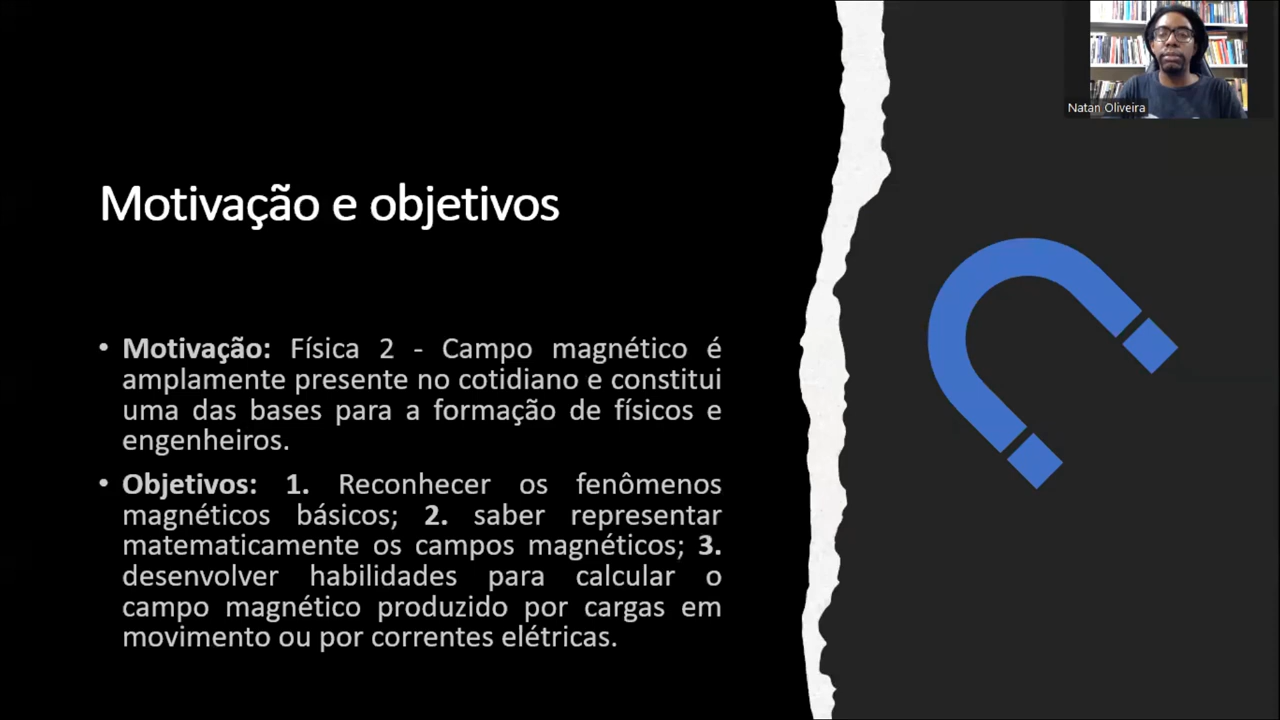 Natan Oliveira
Motivação e objetivos
• Motivação: Física 2 - Campo magnético é
amplamente presente no cotidiano e constitui
uma das bases para a formação de físicos e
engenheiros.
• Objetivos: 1. Reconhecer os fenômenos
magnéticos básicos; 2. saber representar
matematicamente os campos magnéticos; 3.
desenvolver habilidades para calcular o
campo magnético produzido por cargas em
movimento ou por correntes elétricas.